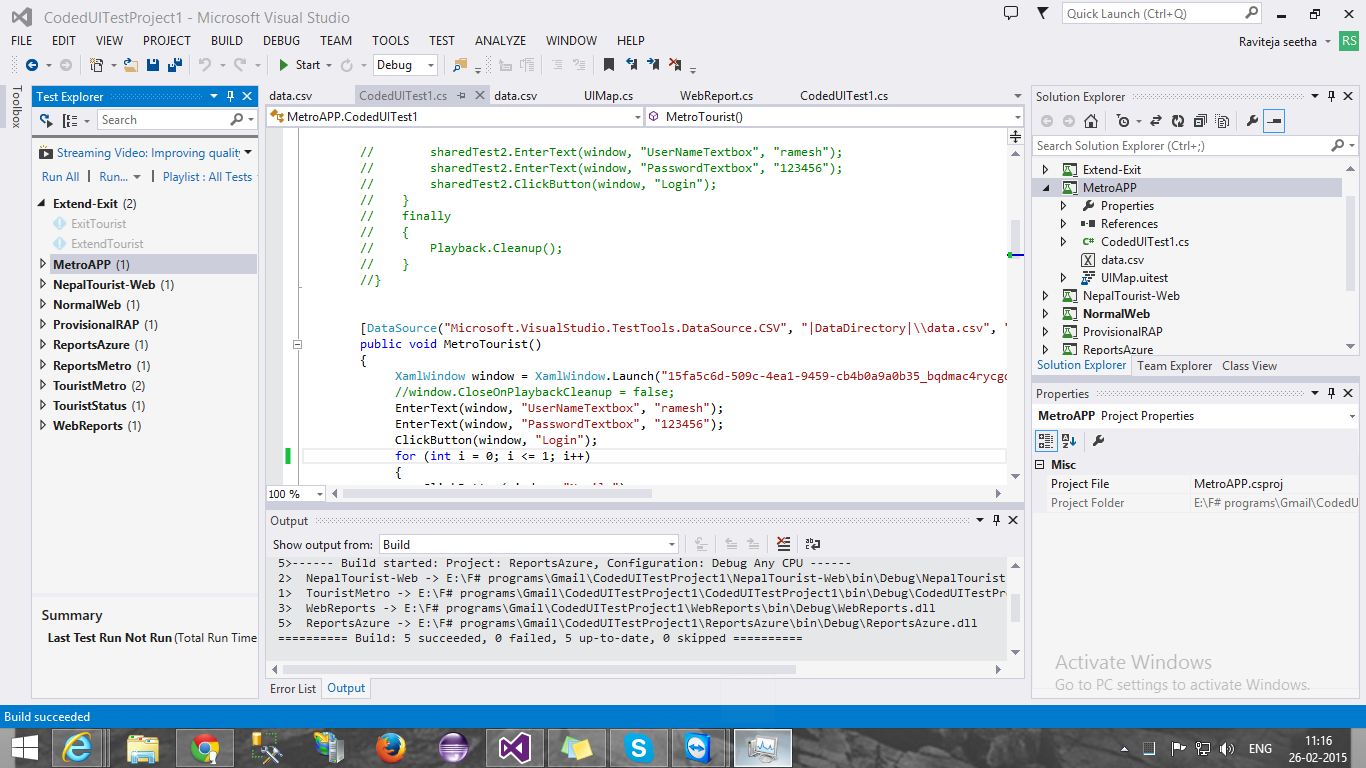 CodedUITestProject1 - Microsoft Visual Studio
Quick Launch (Ctrl+Q)
FILE EDIT VIEW PROJECT BUILD DEBUG TEAM TOOLS TEST ANALYZE WINDOW HELP
Raviteja seetha RS
Start Debug
Toolbox
Test Explorer
Search
Streaming Video: Improving quality
Run All Run... Playlist : All Tests
Extend-Exit (2)
ExitTourist
ExtendTourist
MetroAPP (1)
NepalTourist-Web (1)
NormalWeb (1)
ProvisionalRAP (1)
ReportsAzure (1)
ReportsMetro (1)
TouristMetro (2)
TouristStatus (1)
WebReports (1)
Summary
Last Test Run Not Run (Total Run Time
data.csv CodedUITest1.cs data.csv UIMap.cs WebReport.cs CodedUITest1.cs
MetroAPP.CodedUITest1 MetroTourist()
// sharedTest2.EnterText(window, "UserNameTextbox", "ramesh");
// sharedTest2.EnterText(window, "PasswordTextbox", "123456");
// sharedTest2.ClickButton(window, "Login");
// }
// finally
// {
// Playback.Cleanup();
// }
//}
[DataSource("Microsoft.VisualStudio.TestTools.DataSource.CSV", "|DataDirectory|\\data.csv", "
public void MetroTourist()
{
XamlWindow window = XamlWindow.Launch("15fa5c6d-509c-4ea1-9459-cb4b0a9a0b35_bqdmac4rycgc
//window.CloseOnPlaybackCleanup = false;
EnterText(window, "UserNameTextbox", "ramesh");
EnterText(window, "PasswordTextbox", "123456");
ClickButton(window, "Login");
for (int i = 0; i <= 1; i++)
{
100 %
Output
Show output from: Build
5>------ Build started: Project: ReportsAzure, Configuration: Debug Any CPU ------
2> NepalTourist-Web -> E:\F# programs\Gmail\CodedUITestProject1\NepalTourist-Web\bin\Debug\NepalTourist
1> TouristMetro -> E:\F# programs\Gmail\CodedUITestProject1\CodedUITestProject1\bin\Debug\CodedUITestPr
3> WebReports -> E:\F# programs\Gmail\CodedUITestProject1\WebReports\bin\Debug\WebReports.dll
5> ReportsAzure -> E:\F# programs\Gmail\CodedUITestProject1\ReportsAzure\bin\Debug\ReportsAzure.dll
========== Build: 5 succeeded, 0 failed, 5 up-to-date, 0 skipped ==========
Error List Output
Solution Explorer
Search Solution Explorer (Ctrl+;)
Extend-Exit
MetroAPP
Properties
References
C# CodedUITest1.cs
data.csv
UIMap.uitest
NepalTourist-Web
NormalWeb
ProvisionalRAP
ReportsAzure
Solution Explorer Team Explorer Class View
Properties
MetroAPP Project Properties
Misc
Project File MetroAPP.csproj
Project Folder E:\F# programs\Gmail\CodedU
Activate Windows
Go to PC settings to activate Windows.
Build succeeded
ENG
11:16
26-02-2015